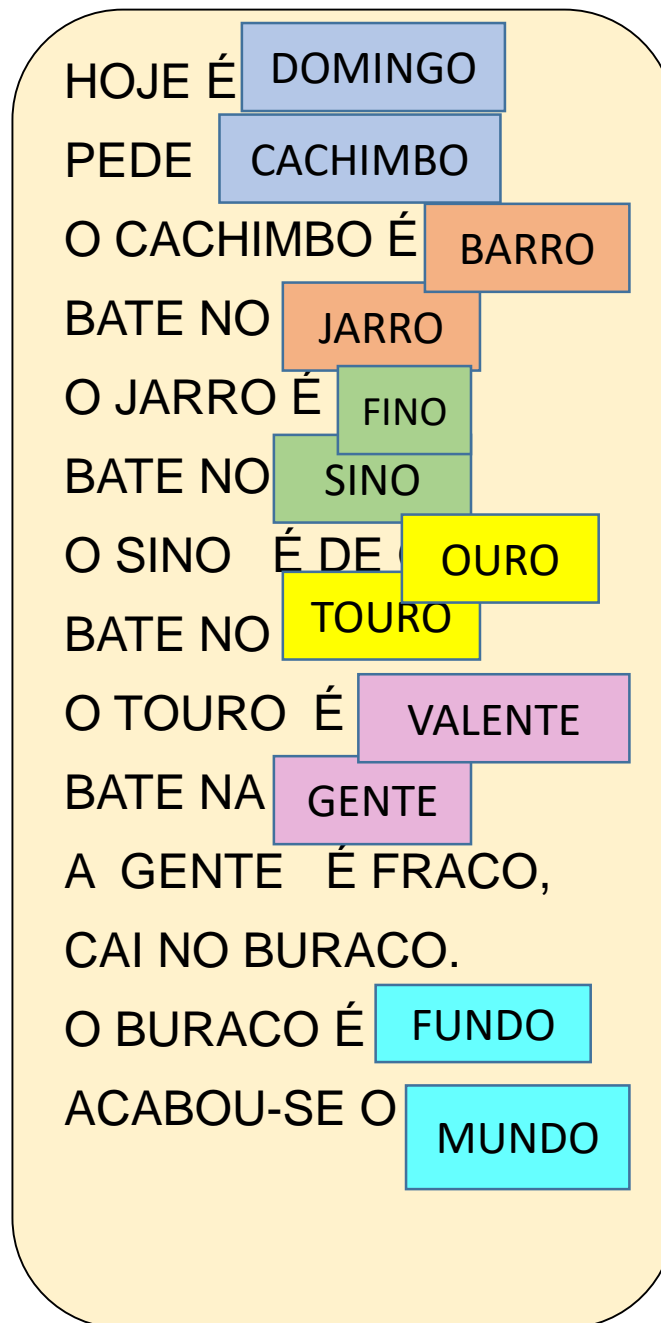 HOJE É DOMINGO
PEDE CACHIMBO
O CACHIMBO É BARRO
BATE NO JARRO
O JARRO É FINO
BATE NO SINO
O SINO É DE OURO
BATE NO TOURO
O TOURO É VALENTE
BATE NA GENTE
A GENTE É FRACO,
CAI NO BURACO.
O BURACO É FUNDO
ACABOU-SE O MUNDO